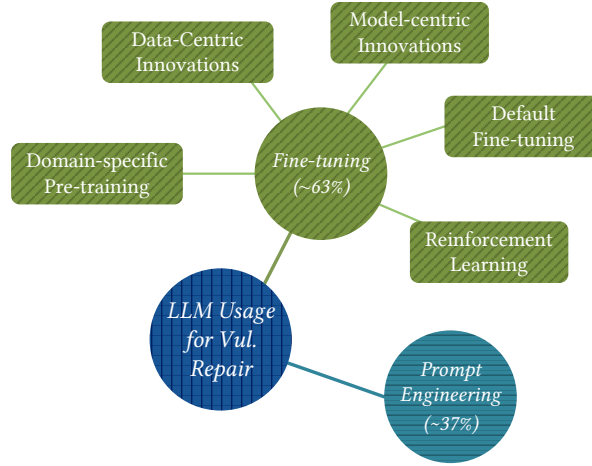 Model-centric
Innovations
Data-Centric
Innovations
Default
Fine-tuning
Domain-specific
Pre-training
Fine-tuning
(~63%)
Reinforcement
Learning
LLM Usage
for Vul.
Repair
Prompt
Engineering
(~37%)